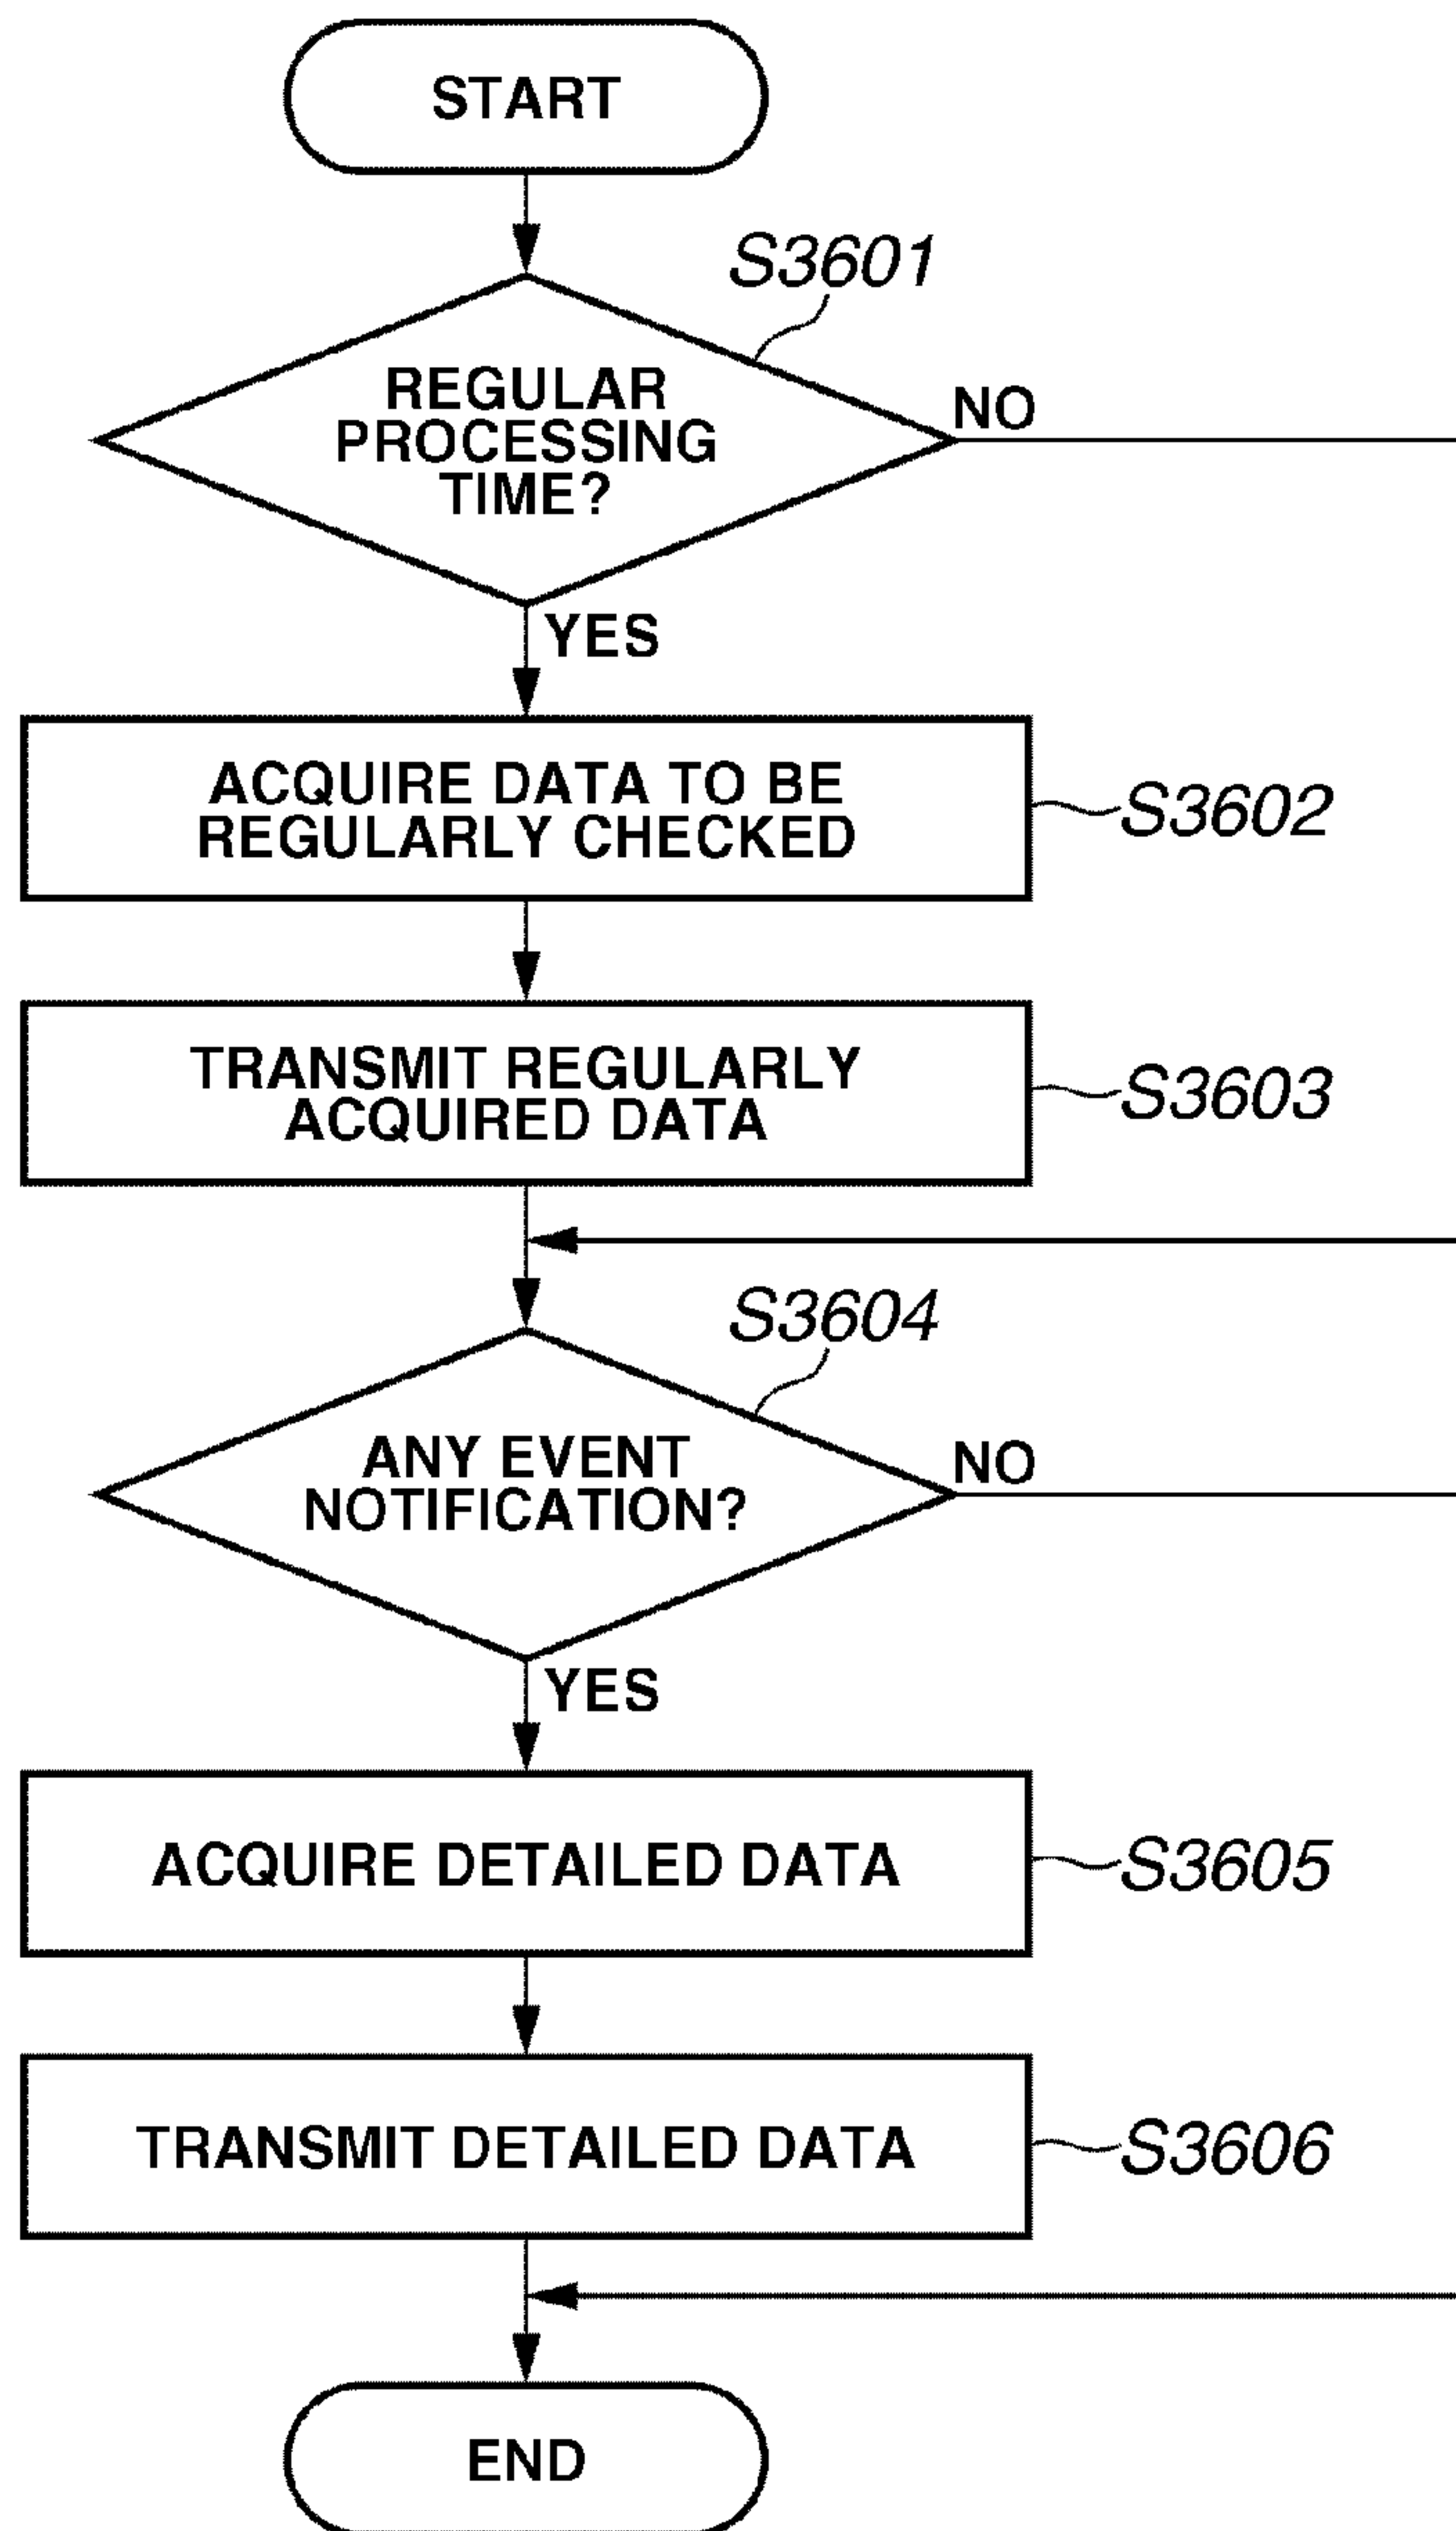 START
S3601
REGULAR
PROCESSING
TIME?
NO
YES
ACQUIRE DATA TO BE
REGULARLY CHECKED
S3602
TRANSMIT REGULARLY
ACQUIRED DATA
S3603
S3604
ANY EVENT
NOTIFICATION?
NO
YES
ACQUIRE DETAILED DATA
S3605
TRANSMIT DETAILED DATA
S3606
END